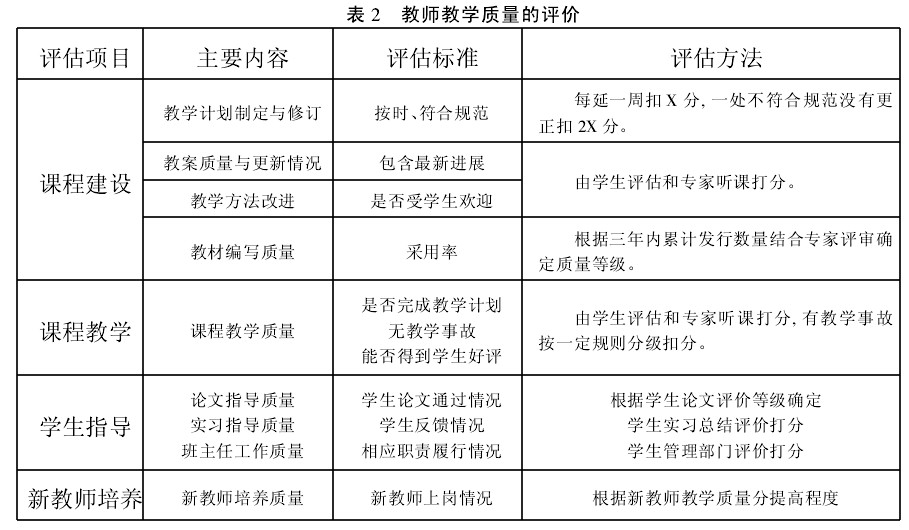 表 2 教师教学质量的评价
评估项目 主要内容 评估标准 评估方法
课程建设
教学计划制定与修订 按时、符合规范
每延一周扣 X 分, 一处不符合规范没有更
正扣 2X 分。
教案质量与更新情况 包含最新进展
教学方法改进 是否受学生欢迎
由学生评估和专家听课打分。
教材编写质量 采用率
根据三年内累计发行数量结合专家评审确
定质量等级。
课程教学
课程教学质量
是否完成教学计划
无教学事故
能否得到学生好评
由学生评估和专家听课打分, 有教学事故
按一定规则分级扣分。
学生指导
论文指导质量 学生论文通过情况 根据学生论文评价等级确定
实习指导质量 学生反馈情况 学生实习总结评价打分
班主任工作质量 相应职责履行情况 学生管理部门评价打分
新教师培养 新教师培养质量 新教师上岗情况 根据新教师教学质量分提高程度